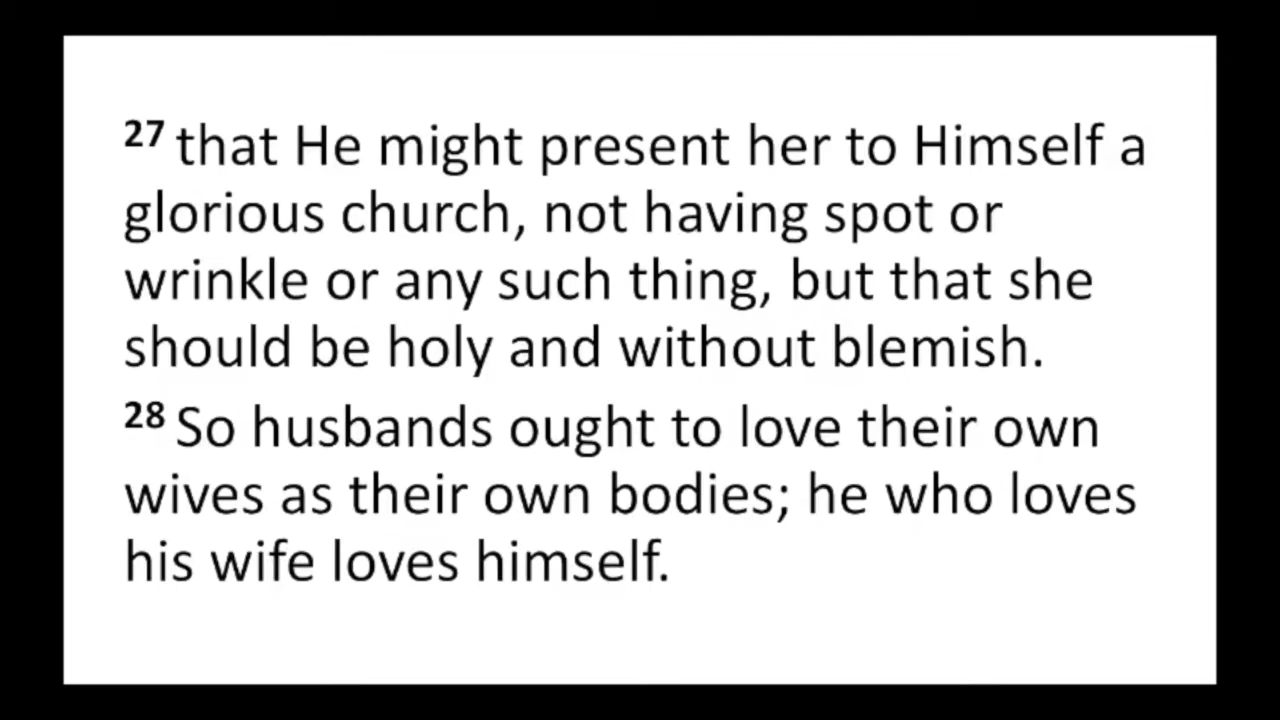 27 that He might present her to Himself a
glorious church, not having spot or
wrinkle or any such thing, but that she
should be holy and without blemish.
28 So husbands ought to love their own
wives as their own bodies; he who loves
his wife loves himself.